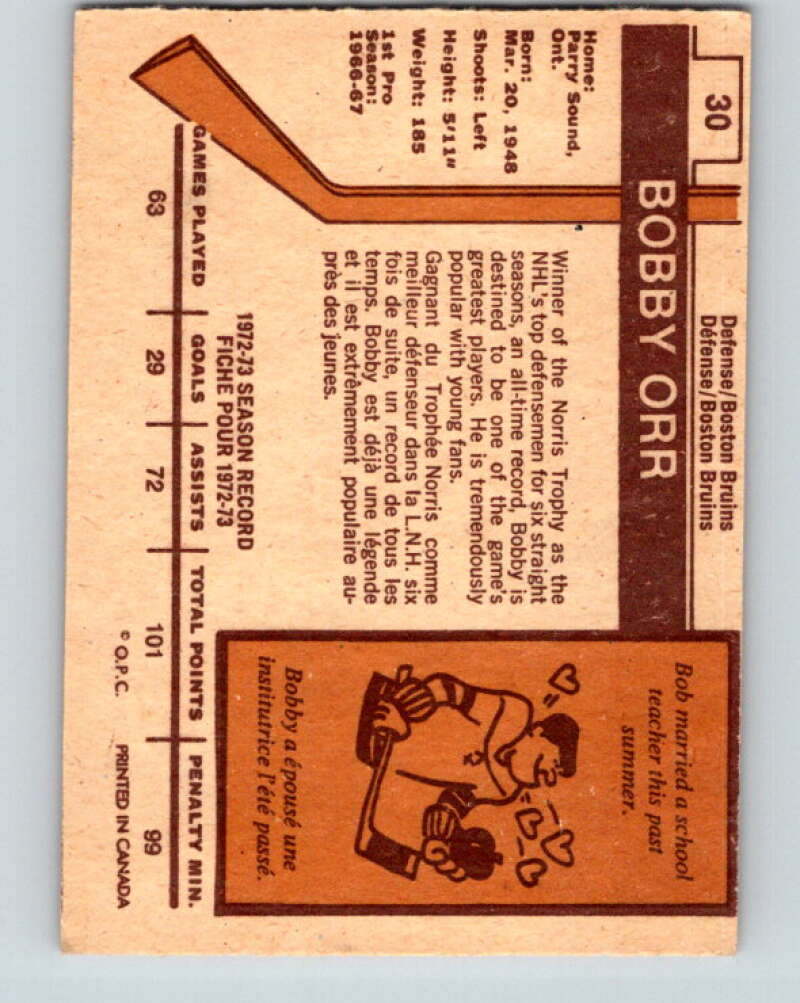 30
Defense/Boston Bruins
Défense/Boston Bruins
BOBBY ORR
Home:
Parry Sound,
Ont.
Born:
Mar. 20, 1948
Shoots: Left
Height: 5'11"
Weight: 185
1st Pro
Season:
1966-67
Winner of the Norris Trophy as the
NHL's top defensemen for six straight
seasons, an all-time record, Bobby is
destined to be one of the game's
greatest players. He is tremendously
popular with young fans.
Gagnant du Trophée Norris comme
meilleur défenseur dans la L.N.H. six
fois de suite, un record de tous les
temps. Bobby est déjà une légende
et il est extrêmement populaire au-
près des jeunes.
Bob married a school
teacher this past
summer.
Bobby a épousé une
institutrice l'été passé.
1972-73 SEASON RECORD
FICHE POUR 1972-73
GAMES PLAYED GOALS ASSISTS TOTAL POINTS PENALTY MIN.
63 29 72 101 99
© O.P.C. PRINTED IN CANADA